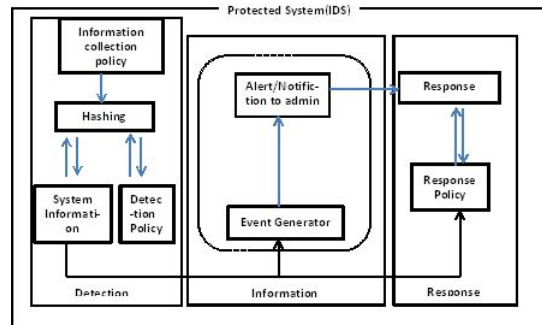 Protected System(IDS)
Information
collection
policy
Hashing
System
Informati-
on
Detec
-tion
Policy
Detection
Alert/Notific-
tion to admin
Event Generator
Information
Response
Response
Policy
Response